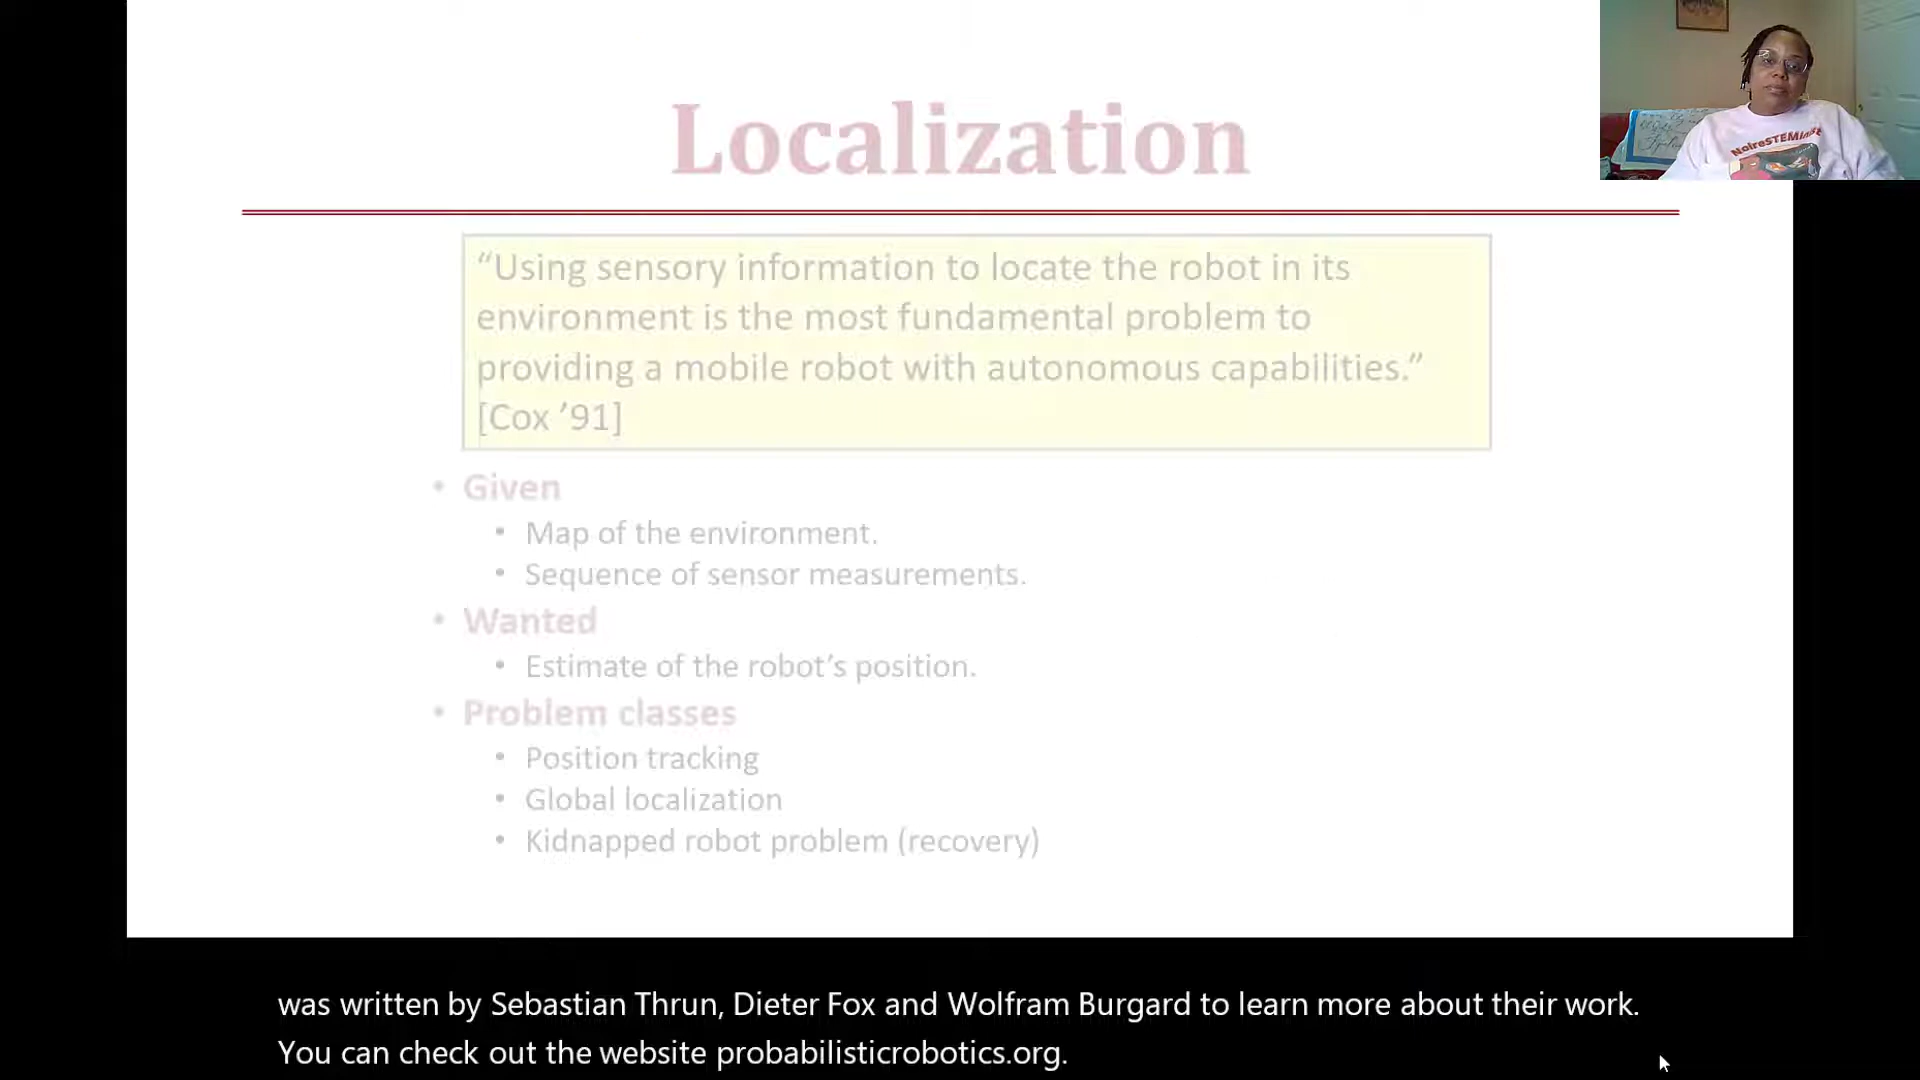 Localization
“Using sensory information to locate the robot in its
environment is the most fundamental problem to
providing a mobile robot with autonomous capabilities.”
[Cox ’91]
• Given
• Map of the environment.
• Sequence of sensor measurements.
• Wanted
• Estimate of the robot’s position.
• Problem classes
• Position tracking
• Global localization
• Kidnapped robot problem (recovery)
NoireSTEMinist
was written by Sebastian Thrun, Dieter Fox and Wolfram Burgard to learn more about their work.
You can check out the website probabilisticrobotics.org.